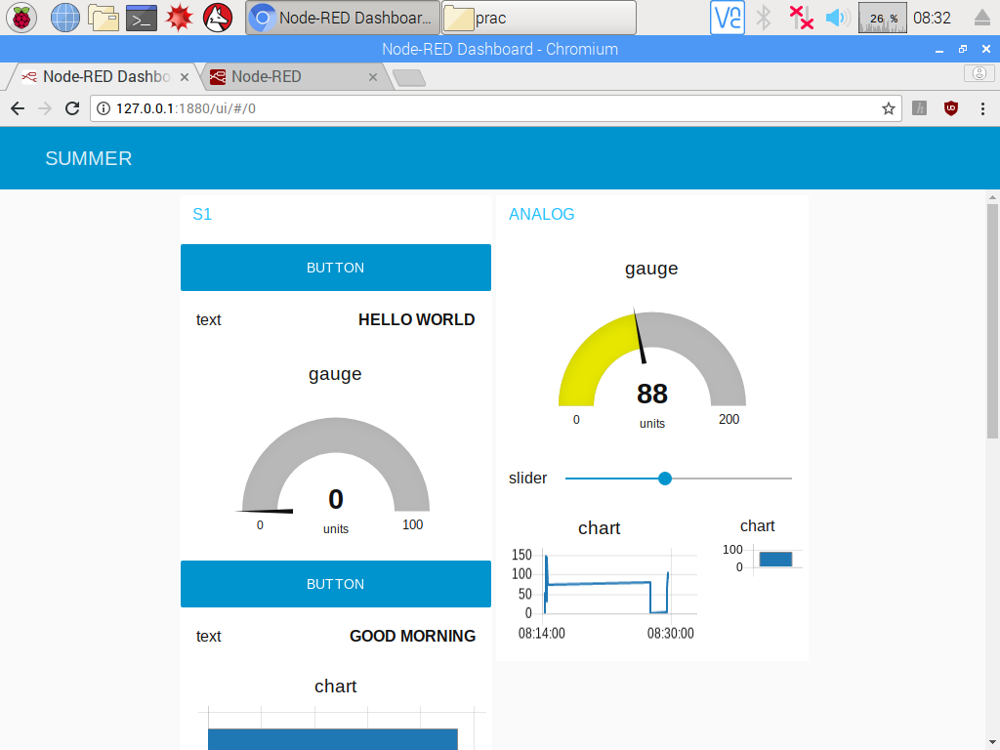 Node-RED Dashboar...
prac
26 %
08:32
Node-RED Dashboard - Chromium
Node-RED Dashbo
Node-RED
127.0.0.1:1880/ui/#/0
SUMMER
S1
BUTTON
text HELLO WORLD
gauge
0
units
0 100
BUTTON
text GOOD MORNING
chart
ANALOG
gauge
88
units
0 200
slider
chart
150
100
50
0
08:14:00 08:30:00
chart
100
0